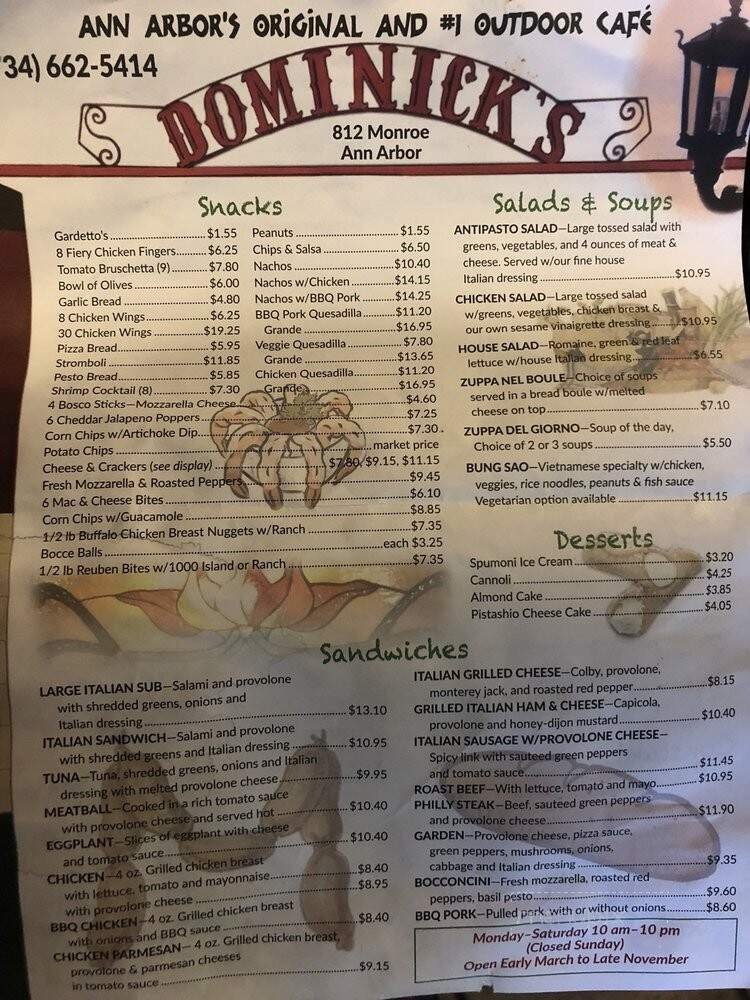 ANN ARBOR'S ORIGINAL AND #1 OUTDOOR CAFÉ
34) 662-5414
DOMINICK'S
812 Monroe
Ann Arbor
Snacks
Gardetto's $1.55
8 Fiery Chicken Fingers $6.25
Tomato Bruschetta (9) $7.80
Bowl of Olives $6.00
Garlic Bread $4.80
8 Chicken Wings $6.25
30 Chicken Wings $19.25
Pizza Bread $5.95
Stromboli $11.85
Pesto Bread $5.85
Shrimp Cocktail (8) $7.30
Peanuts $1.55
Chips & Salsa $6.50
Nachos $10.40
Nachos w/Chicken $14.15
Nachos w/BBQ Pork $14.25
BBQ Pork Quesadilla $11.20
Grande $16.95
Veggie Quesadilla $7.80
Grande $13.65
Chicken Quesadilla $11.20
Grande $16.95
4 Bosco Sticks—Mozzarella Cheese $4.60
6 Cheddar Jalapeno Poppers $7.25
Corn Chips w/Artichoke Dip $7.30
Potato Chips market price
Cheese & Crackers (see display) $7.80, $9.15, $11.15
Fresh Mozzarella & Roasted Peppers $9.45
6 Mac & Cheese Bites $6.10
Corn Chips w/Guacamole $8.85
1/2 lb Buffalo Chicken Breast Nuggets w/Ranch $7.35
Bocce Balls each $3.25
1/2 lb Reuben Bites w/1000 Island or Ranch $7.35
Salads & Soups
ANTIPASTO SALAD—Large tossed salad with
greens, vegetables, and 4 ounces of meat &
cheese. Served w/our fine house
Italian dressing $10.95
CHICKEN SALAD—Large tossed salad
w/greens, vegetables, chicken breast &
our own sesame vinaigrette dressing $10.95
HOUSE SALAD—Romaine, green & red leaf
lettuce w/house Italian dressing $6.55
ZUPPA NEL BOULE—Choice of soups
served in a bread boule w/melted
cheese on top $7.10
ZUPPA DEL GIORNO—Soup of the day,
Choice of 2 or 3 soups $5.50
BUNG SAO—Vietnamese specialty w/chicken,
veggies, rice noodles, peanuts & fish sauce
Vegetarian option available $11.15
Desserts
Spumoni Ice Cream $3.20
Cannoli $4.25
Almond Cake $3.85
Pistashio Cheese Cake $4.05
Sandwiches
LARGE ITALIAN SUB—Salami and provolone
with shredded greens, onions and
Italian dressing $13.10
ITALIAN SANDWICH—Salami and provolone
with shredded greens and Italian dressing $10.95
TUNA—Tuna, shredded greens, onions and Italian
dressing with melted provolone cheese $9.95
MEATBALL—Cooked in a rich tomato sauce
with provolone cheese and served hot $10.40
EGGPLANT—Slices of eggplant with cheese
and tomato sauce $10.40
CHICKEN—4 oz. Grilled chicken breast
with lettuce, tomato and mayonnaise $8.40
with provolone cheese $8.95
BBQ CHICKEN—4 oz. Grilled chicken breast
with onions and BBQ sauce $8.40
CHICKEN PARMESAN— 4 oz. Grilled chicken breast,
provolone & parmesan cheeses
in tomato sauce $9.15
ITALIAN GRILLED CHEESE—Colby, provolone,
monterey jack, and roasted red pepper $8.15
GRILLED ITALIAN HAM & CHEESE—Capicola,
provolone and honey-dijon mustard $10.40
ITALIAN SAUSAGE W/PROVOLONE CHEESE—
Spicy link with sauteed green peppers
and tomato sauce $11.45
ROAST BEEF—With lettuce, tomato and mayo $10.95
PHILLY STEAK—Beef, sauteed green peppers
and provolone cheese $11.90
GARDEN—Provolone cheese, pizza sauce,
green peppers, mushrooms, onions,
cabbage and Italian dressing $9.35
BOCCONCINI—Fresh mozzarella, roasted red
peppers, basil pesto $9.60
BBQ PORK—Pulled pork, with or without onions $8.60
Monday–Saturday 10 am–10 pm
(Closed Sunday)
Open Early March to Late November